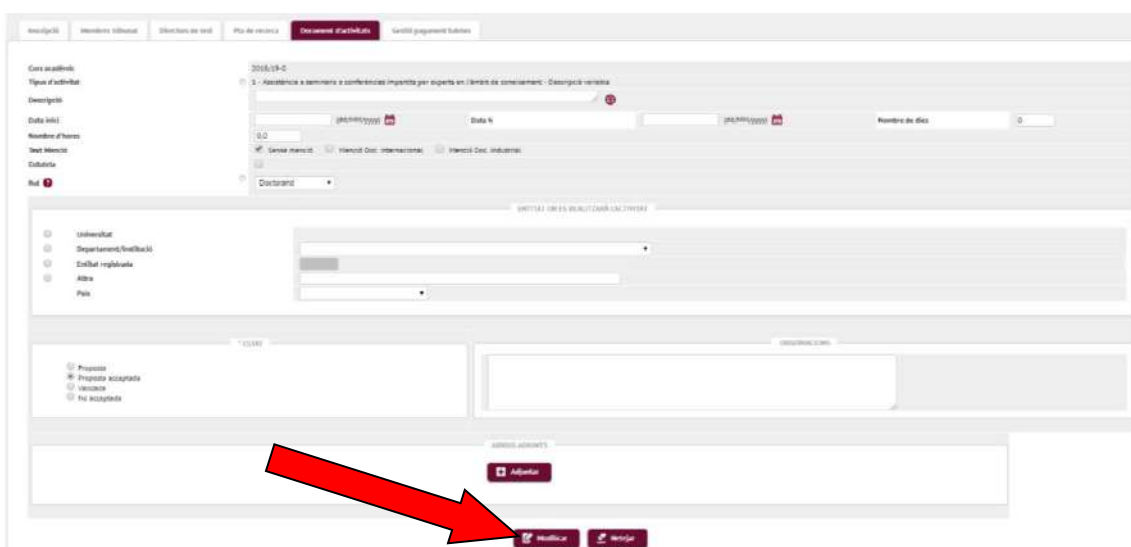 Inscripció Membres tribunal Directors de tesi Pla de recerca Document d'activitats Gestió pagament tutories
Curs acadèmic 2018/19-0
Tipus d'activitat 1 - Assistència a seminaris o conferències impartits per experts en l'àmbit de coneixement - Descripció variable
Descripció
Data inici (dd/mm/yyyy) Data fi (dd/mm/yyyy) Nombre de dies 0
Nombre d'hores 0,0
Sense menció Menció Doc. Internacional Menció Doc. Industrial
Rol Doctorand
ENTITAT ON ES REALITZARÀ L'ACTIVITAT
Universitat
Departament/Institució
Entitat registrada
Altra
País
* ESTAT OBSERVACIONS
Proposta
Proposta acceptada
Validada
No acceptada
ARXIUS ADJUNTS
Adjuntar
Modificar Netejar